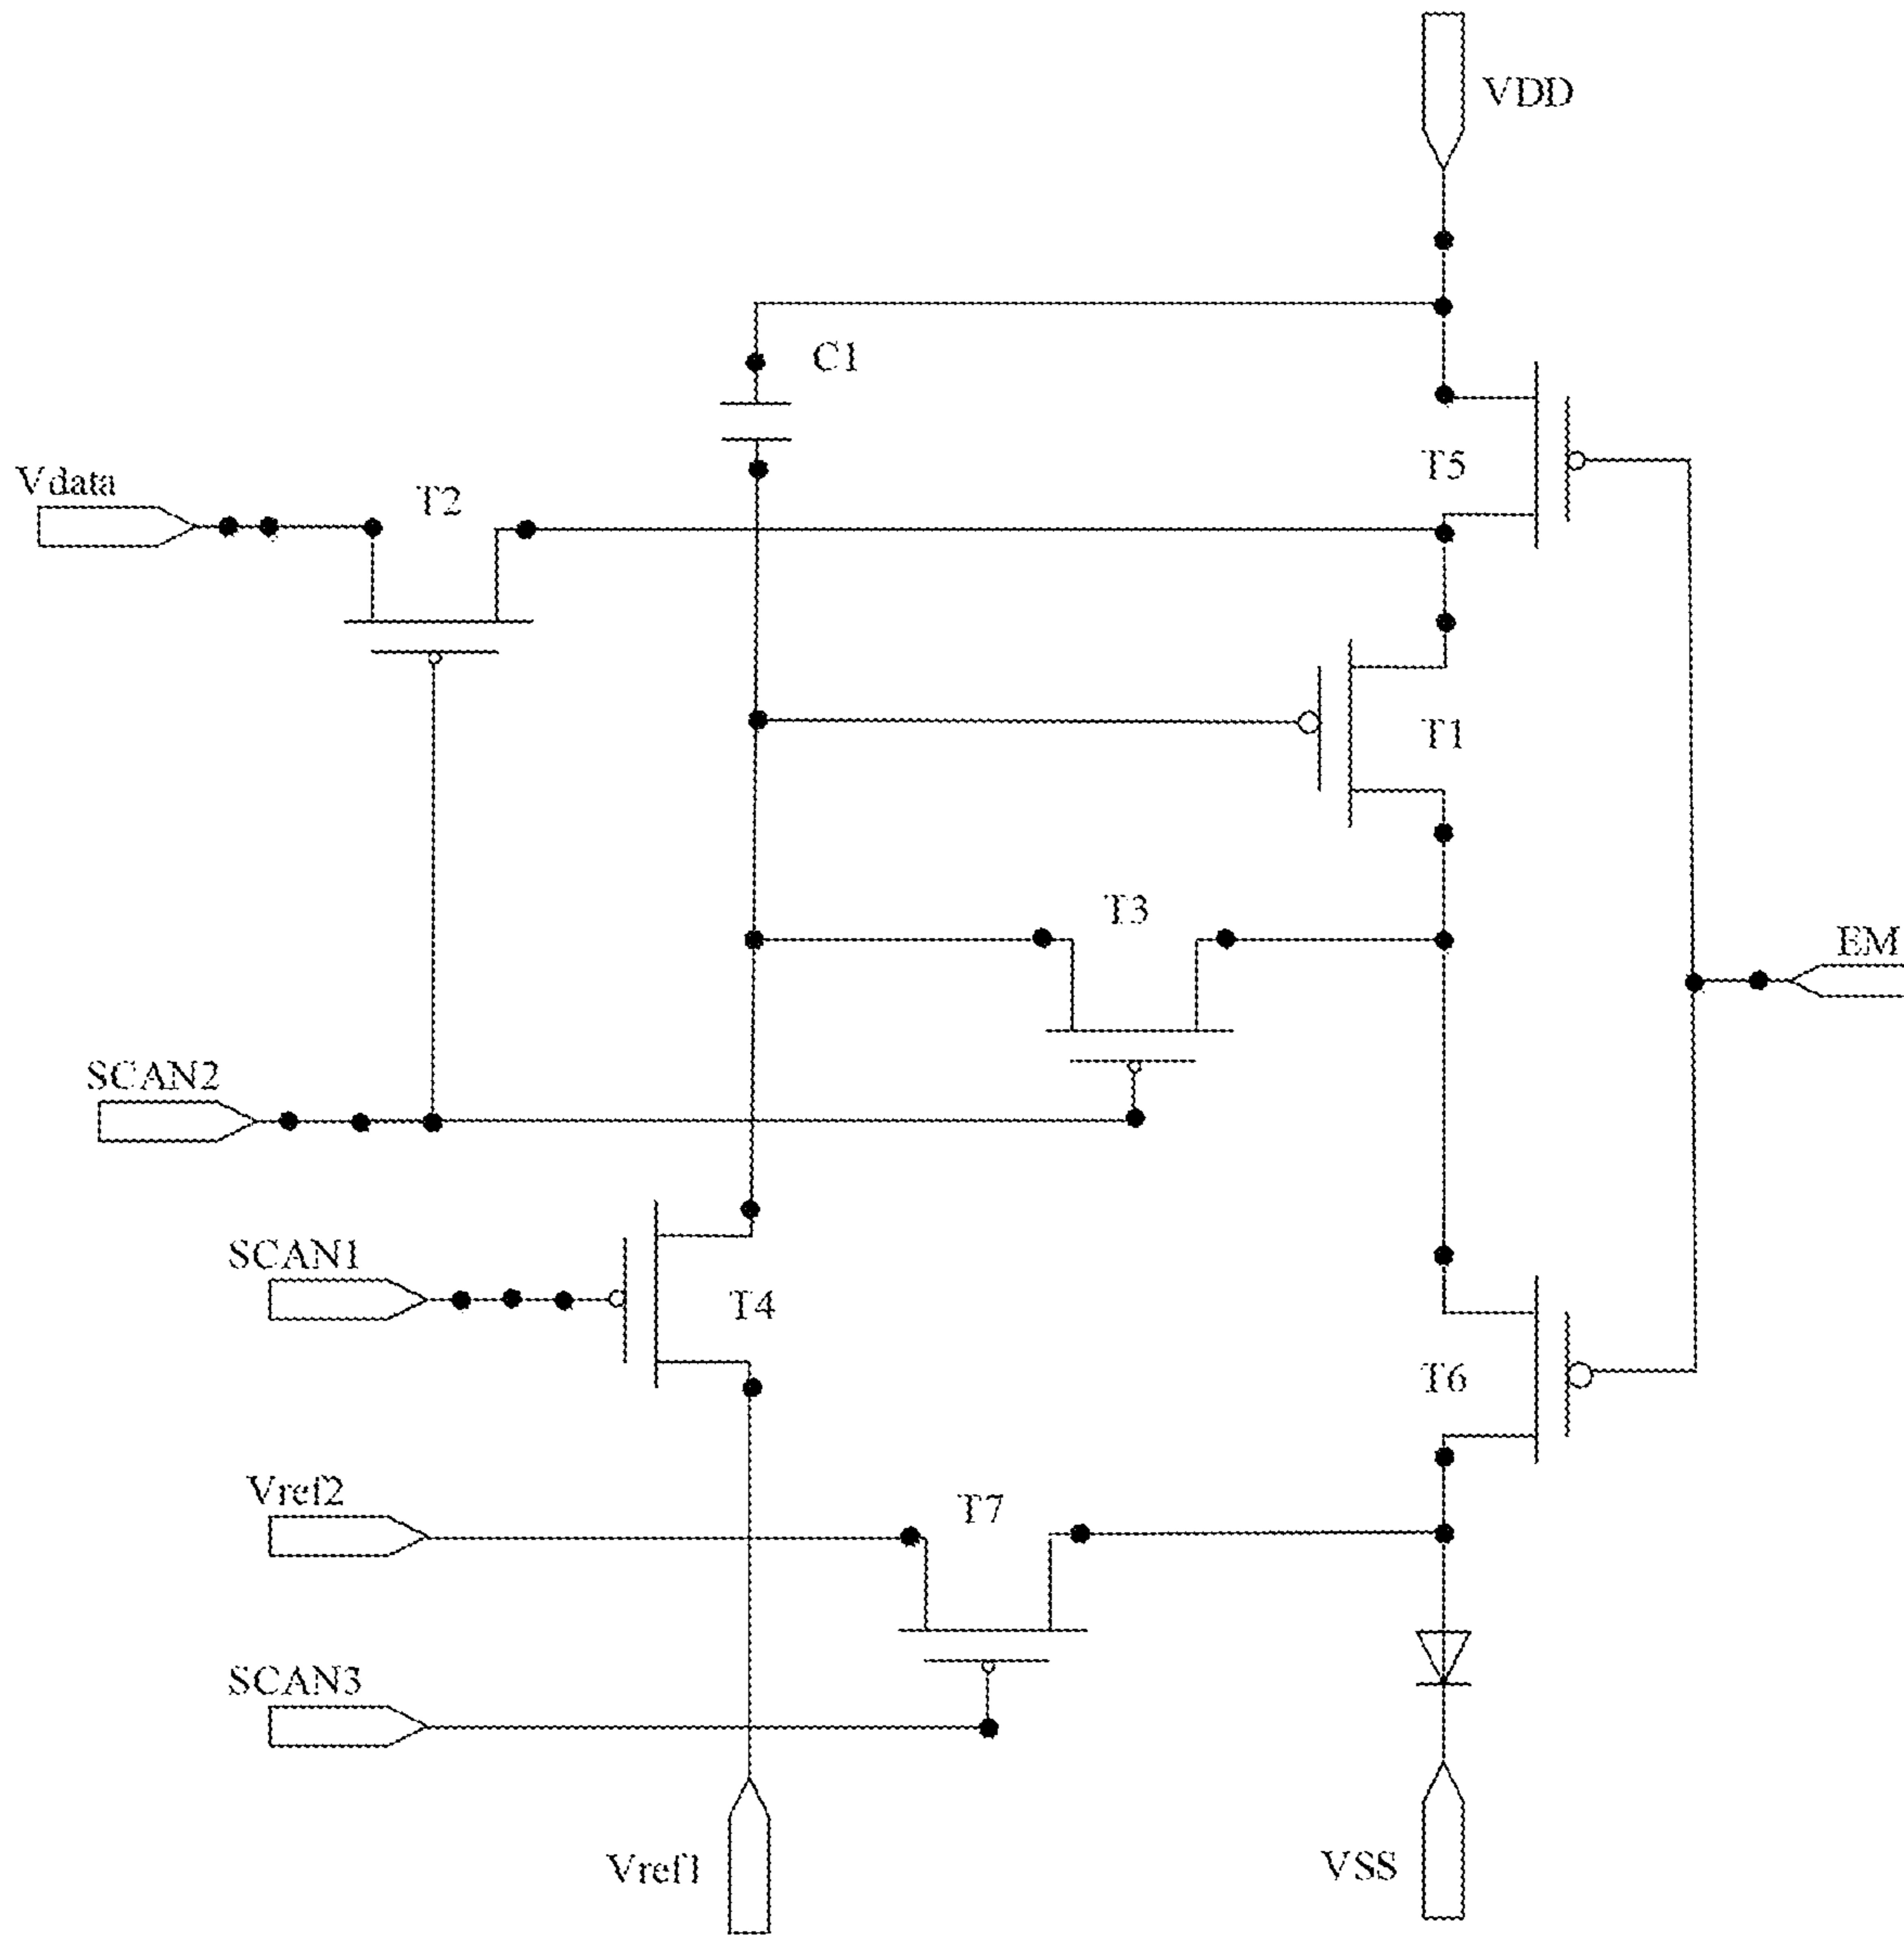 VDD
C1
T5
Vdata
T2
T1
T3
EM
SCAN2
SCAN1
T4
T6
Vref2
T7
SCAN3
Vref1
VSS